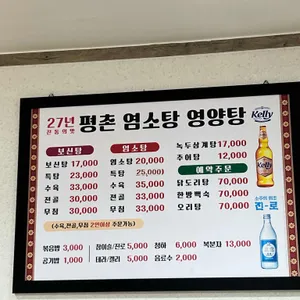 27년
전통의맛
평촌 염소탕 영양탕
Kelly
보신탕
보신탕 17,000
특탕 23,000
수육 33,000
전골 30,000
무침 30,000
염소탕
염소탕 20,000
특탕 25,000
수육 35,000
전골 33,000
무침 33,000
녹두삼계탕 17,000
추어탕 12,000
예약주문
닭도리탕 70,000
한방백숙 70,000
오리탕 70,000
(수육,전골,무침 2인이상 주문가능)
볶음밥 3,000 참이슬/진로 5,000 청하 6,000 복분자 13,000
공기밥 1,000 테라/켈리 5,000 음료수 2,000
소주의 원조
진-로